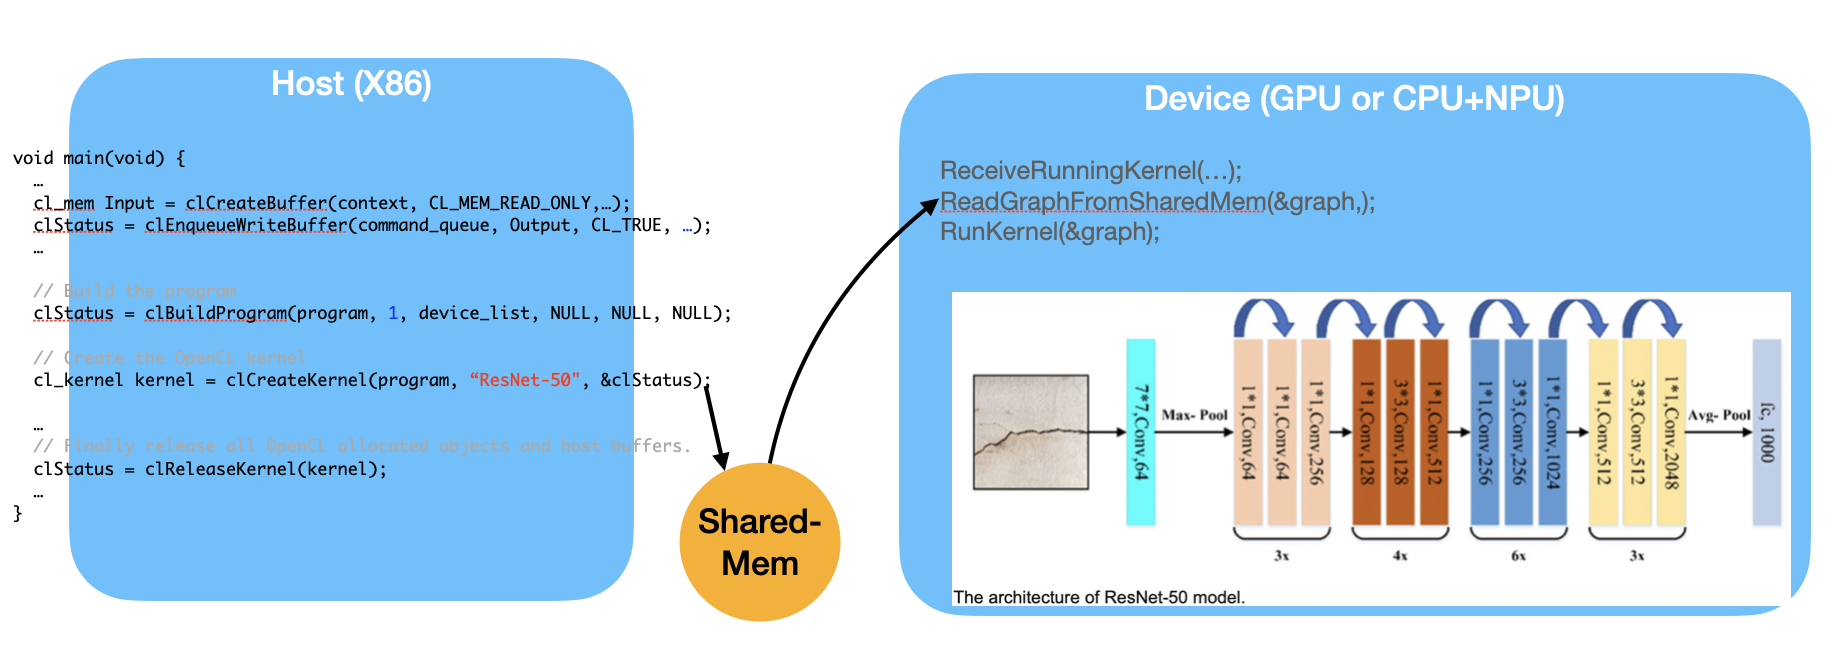 Host (X86)
void main(void) {
…
cl_mem Input = clCreateBuffer(context, CL_MEM_READ_ONLY,…);
clStatus = clEnqueueWriteBuffer(command_queue, Output, CL_TRUE, …);
…
// Build the program
clStatus = clBuildProgram(program, 1, device_list, NULL, NULL, NULL);
// Create the OpenCL kernel
cl_kernel kernel = clCreateKernel(program, “ResNet-50", &clStatus);
…
// Finally release all OpenCL allocated objects and host buffers.
clStatus = clReleaseKernel(kernel);
…
}
Shared-
Mem
Device (GPU or CPU+NPU)
ReceiveRunningKernel(…);
ReadGraphFromSharedMem(&graph,);
RunKernel(&graph);
7*7,Conv,64
Max- Pool
1*1,Conv,64
1*1,Conv,64
1*1,Conv,256
3x
1*1,Conv,128
3*3,Conv,128
1*1,Conv,512
4x
1*1,Conv,256
3*3,Conv,256
1*1,Conv,1024
6x
1*1,Conv,512
3*3,Conv,512
1*1,Conv,2048
3x
Avg- Pool
fc, 1000
The architecture of ResNet-50 model.